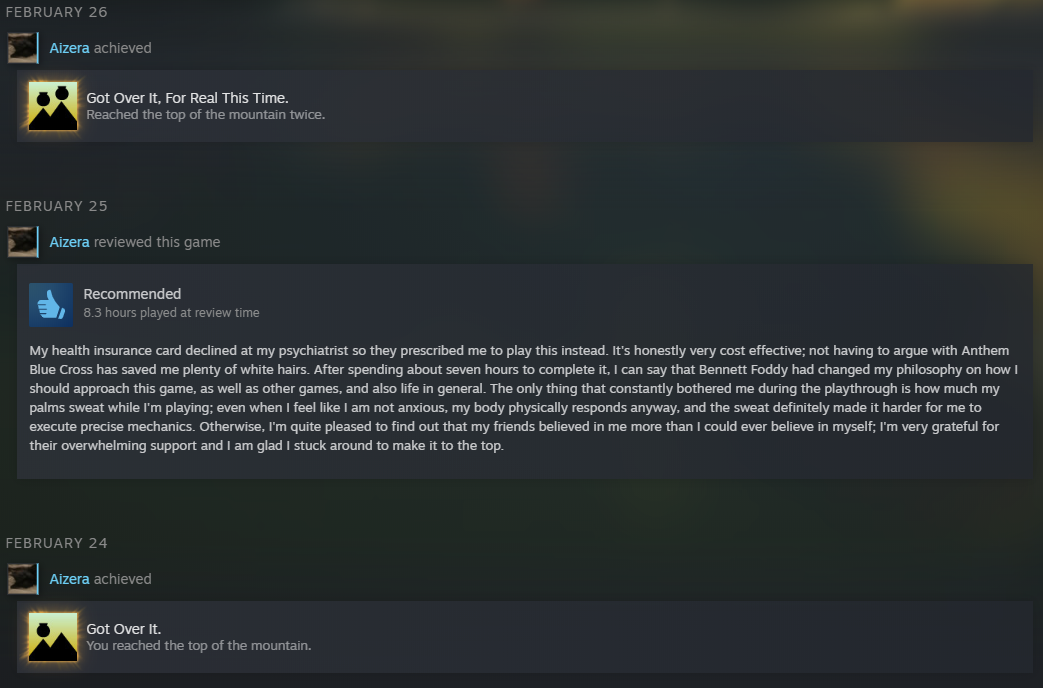 FEBRUARY 26
Aizera achieved
Got Over It, For Real This Time.
Reached the top of the mountain twice.
FEBRUARY 25
Aizera reviewed this game
Recommended
8.3 hours played at review time
My health insurance card declined at my psychiatrist so they prescribed me to play this instead. It's honestly very cost effective; not having to argue with Anthem
Blue Cross has saved me plenty of white hairs. After spending about seven hours to complete it, I can say that Bennett Foddy had changed my philosophy on how I
should approach this game, as well as other games, and also life in general. The only thing that constantly bothered me during the playthrough is how much my
palms sweat while I'm playing; even when I feel like I am not anxious, my body physically responds anyway, and the sweat definitely made it harder for me to
execute precise mechanics. Otherwise, I'm quite pleased to find out that my friends believed in me more than I could ever believe in myself; I'm very grateful for
their overwhelming support and I am glad I stuck around to make it to the top.
FEBRUARY 24
Aizera achieved
Got Over It.
You reached the top of the mountain.